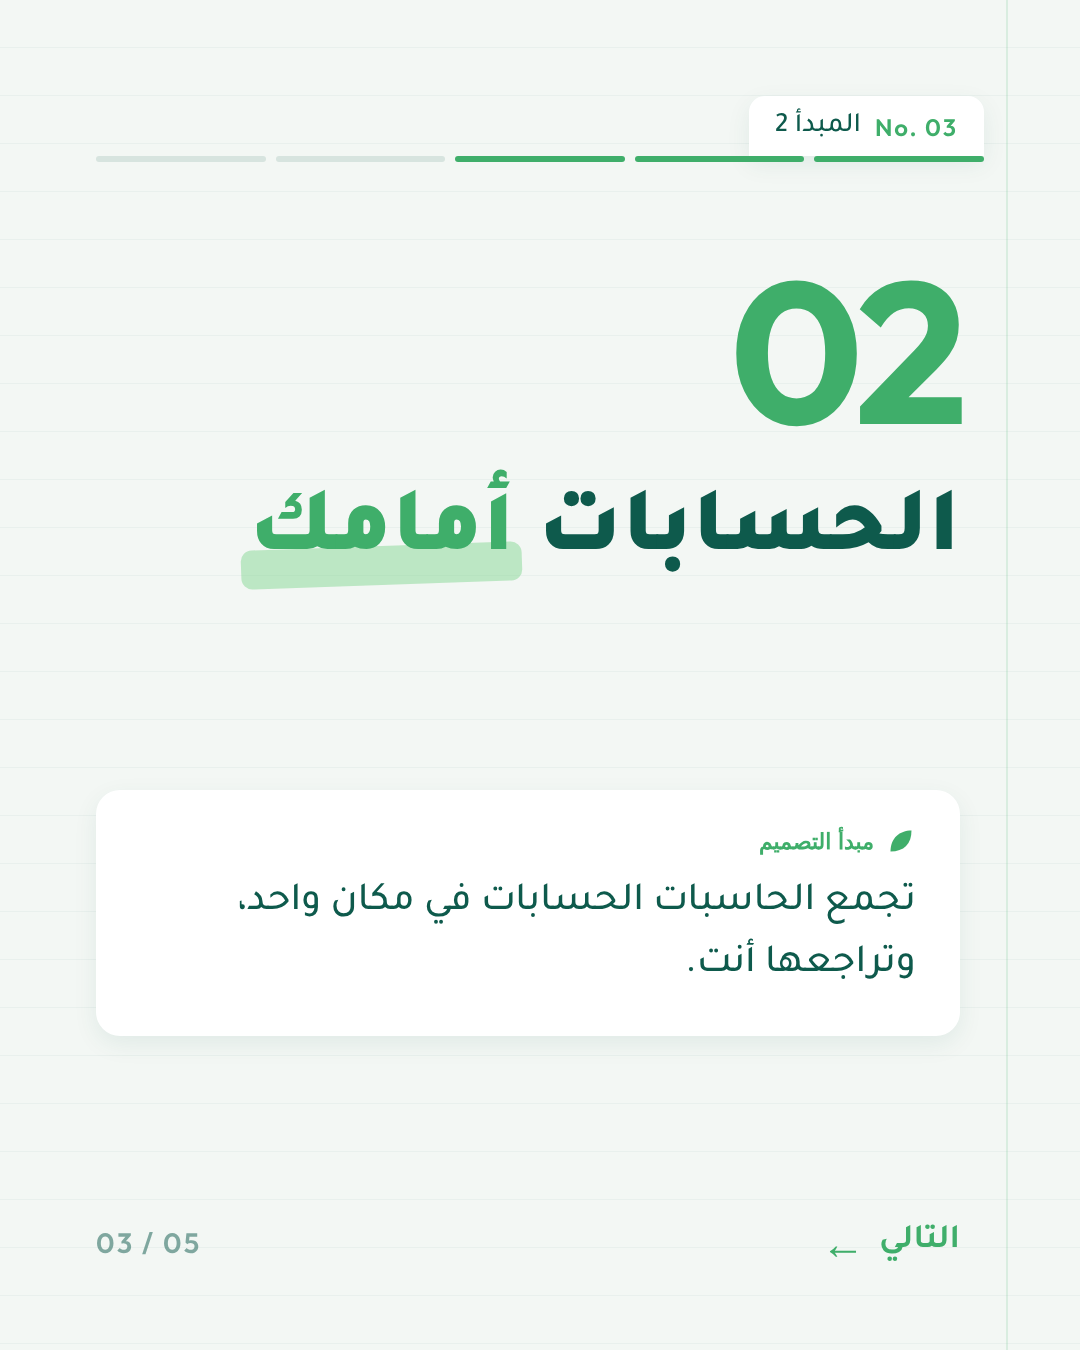 No. 03 المبدأ 2
02
الحسابات أمامك
مبدأ التصميم
تجمع الحاسبات الحسابات في مكان واحد،
وتراجعها أنت.
التالي ←
03 / 05